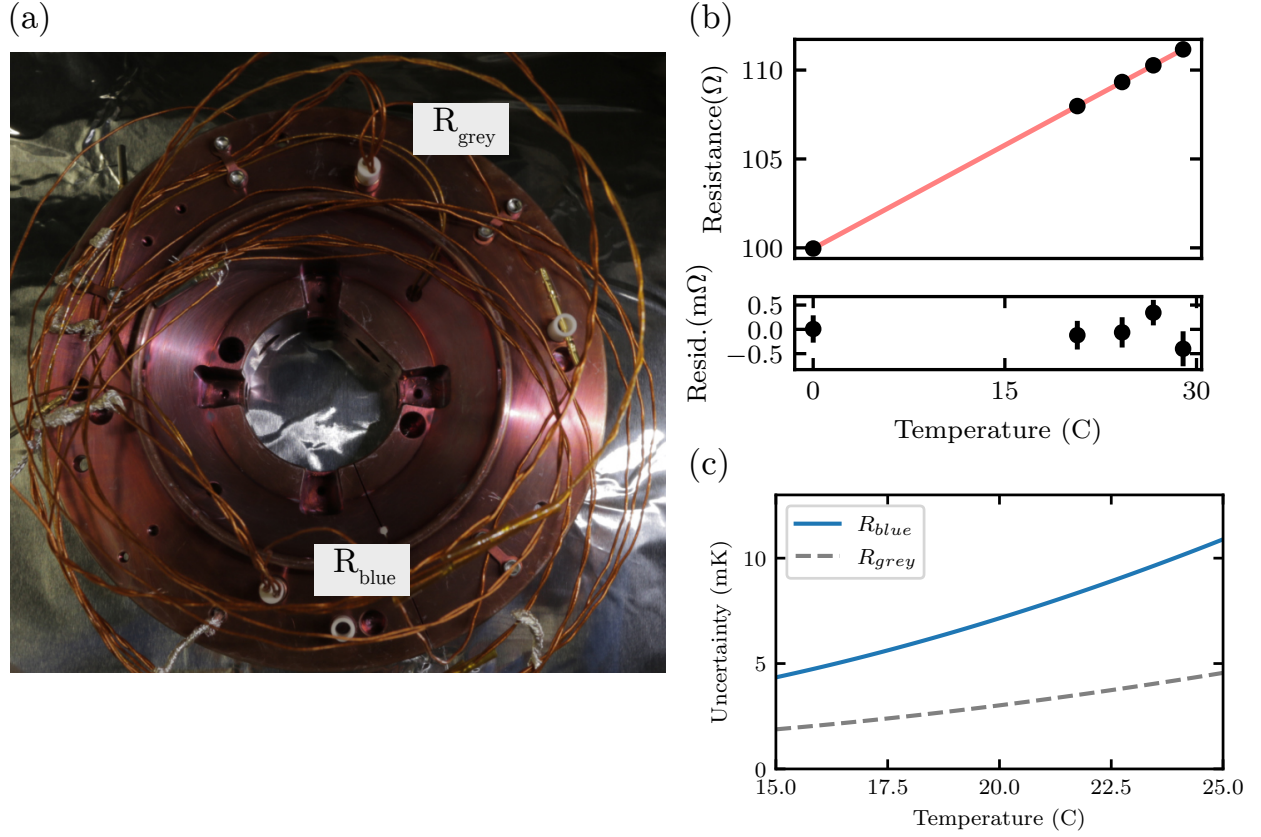 (a)
R_grey
R_blue
(b)
Resistance(Ω)
110
105
100
Resid.(mΩ)
0.5
0.0
−0.5
0 15 30
Temperature (C)
(c)
R_blue
R_grey
Uncertainty (mK)
10
5
0
15.0 17.5 20.0 22.5 25.0
Temperature (C)